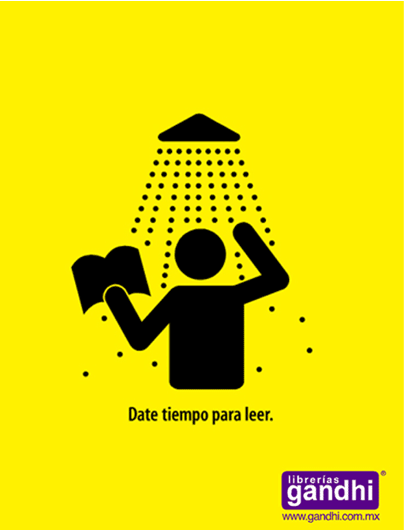 Date tiempo para leer.
librerías
gandhi®
www.gandhi.com.mx